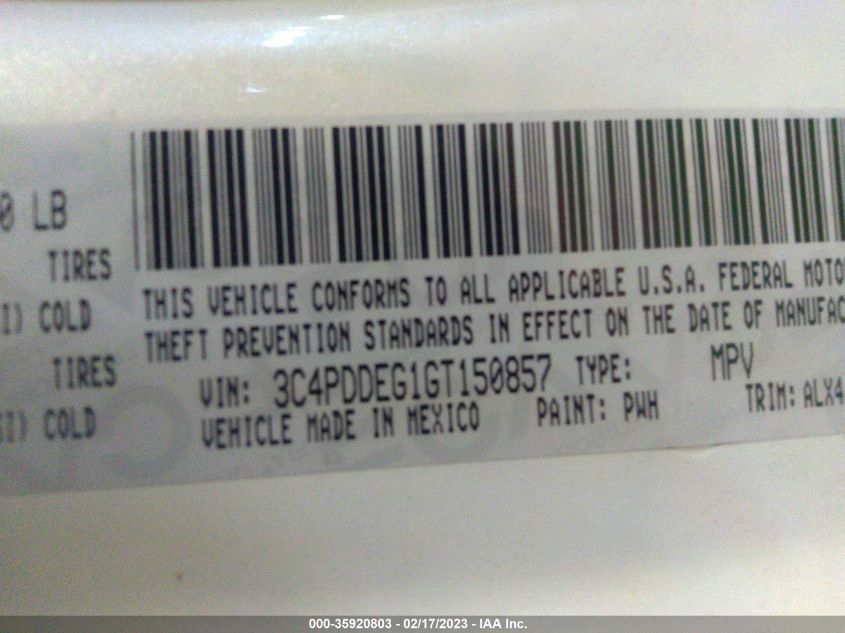 0 LB
TIRES
I) COLD
TIRES
SI) COLD
THIS VEHICLE CONFORMS TO ALL APPLICABLE U.S.A. FEDERAL MOTO
THEFT PREVENTION STANDARDS IN EFFECT ON THE DATE OF MANUFAC
VIN: 3C4PDDEG1GT150857 TYPE: MPV
VEHICLE MADE IN MEXICO PAINT: PWH TRIM: ALX4
000-35920803 - 02/17/2023 - IAA Inc.